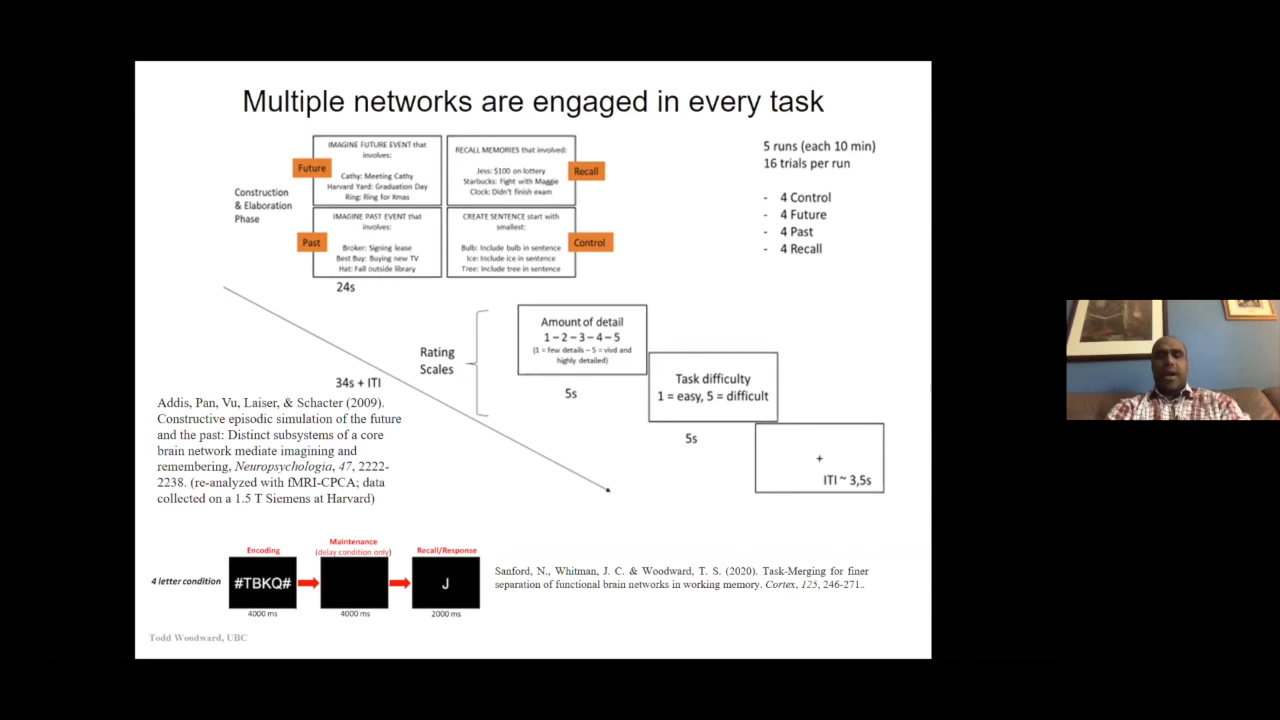 Multiple networks are engaged in every task
Construction
& Elaboration
Phase
Future
IMAGINE FUTURE EVENT that
involves:
Cathy: Meeting Cathy
Harvard Yard: Graduation Day
Ring: Ring for Xmas
RECALL MEMORIES that involved:
Jess: $100 on lottery
Starbucks: Fight with Maggie
Clock: Didn't finish exam
Recall
Past
IMAGINE PAST EVENT that
involves:
Broker: Signing lease
Best Buy: Buying new TV
Hat: Fall outside library
CREATE SENTENCE start with
smallest:
Bulb: Include bulb in sentence
Ice: Include ice in sentence
Tree: Include tree in sentence
Control
24s
5 runs (each 10 min)
16 trials per run
- 4 Control
- 4 Future
- 4 Past
- 4 Recall
Rating
Scales
Amount of detail
1 – 2 – 3 – 4 – 5
(1 = few details – 5 = vivd and
highly detailed)
5s
Task difficulty
1 = easy, 5 = difficult
5s
+
ITI ~ 3,5s
34s + ITI
Addis, Pan, Vu, Laiser, & Schacter (2009).
Constructive episodic simulation of the future
and the past: Distinct subsystems of a core
brain network mediate imagining and
remembering, Neuropsychologia, 47, 2222-
2238. (re-analyzed with fMRI-CPCA; data
collected on a 1.5 T Siemens at Harvard)
4 letter condition
Encoding
#TBKQ#
4000 ms
Maintenance
(delay condition only)
4000 ms
Recall/Response
J
2000 ms
Sanford, N., Whitman, J. C. & Woodward, T. S. (2020). Task-Merging for finer
separation of functional brain networks in working memory. Cortex, 125, 246-271..
Todd Woodward, UBC